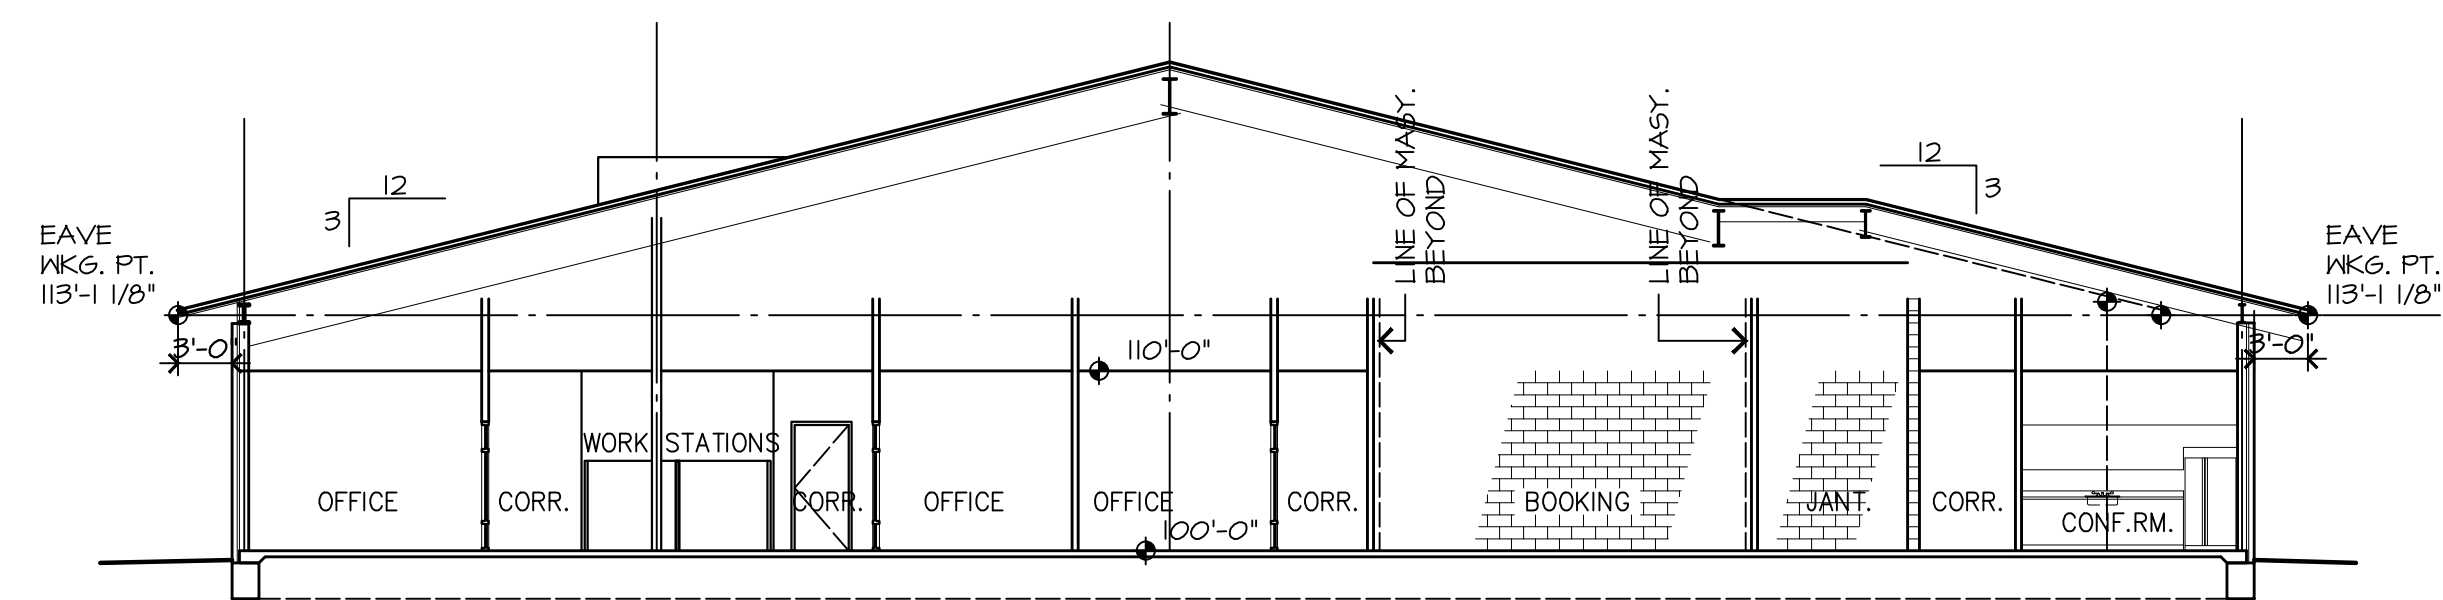 LINE OF MASY.
BEYOND
LINE OF MASY.
BEYOND
12
3
12
3
EAVE
WKG. PT.
113'-1 1/8"
EAVE
WKG. PT.
113'-1 1/8"
3'-0"
110'-0"
3'-0"
WORK STATIONS
OFFICE
CORR.
CORR.
OFFICE
OFFICE
CORR.
BOOKING
JANT.
CORR.
CONF.RM.
100'-0"